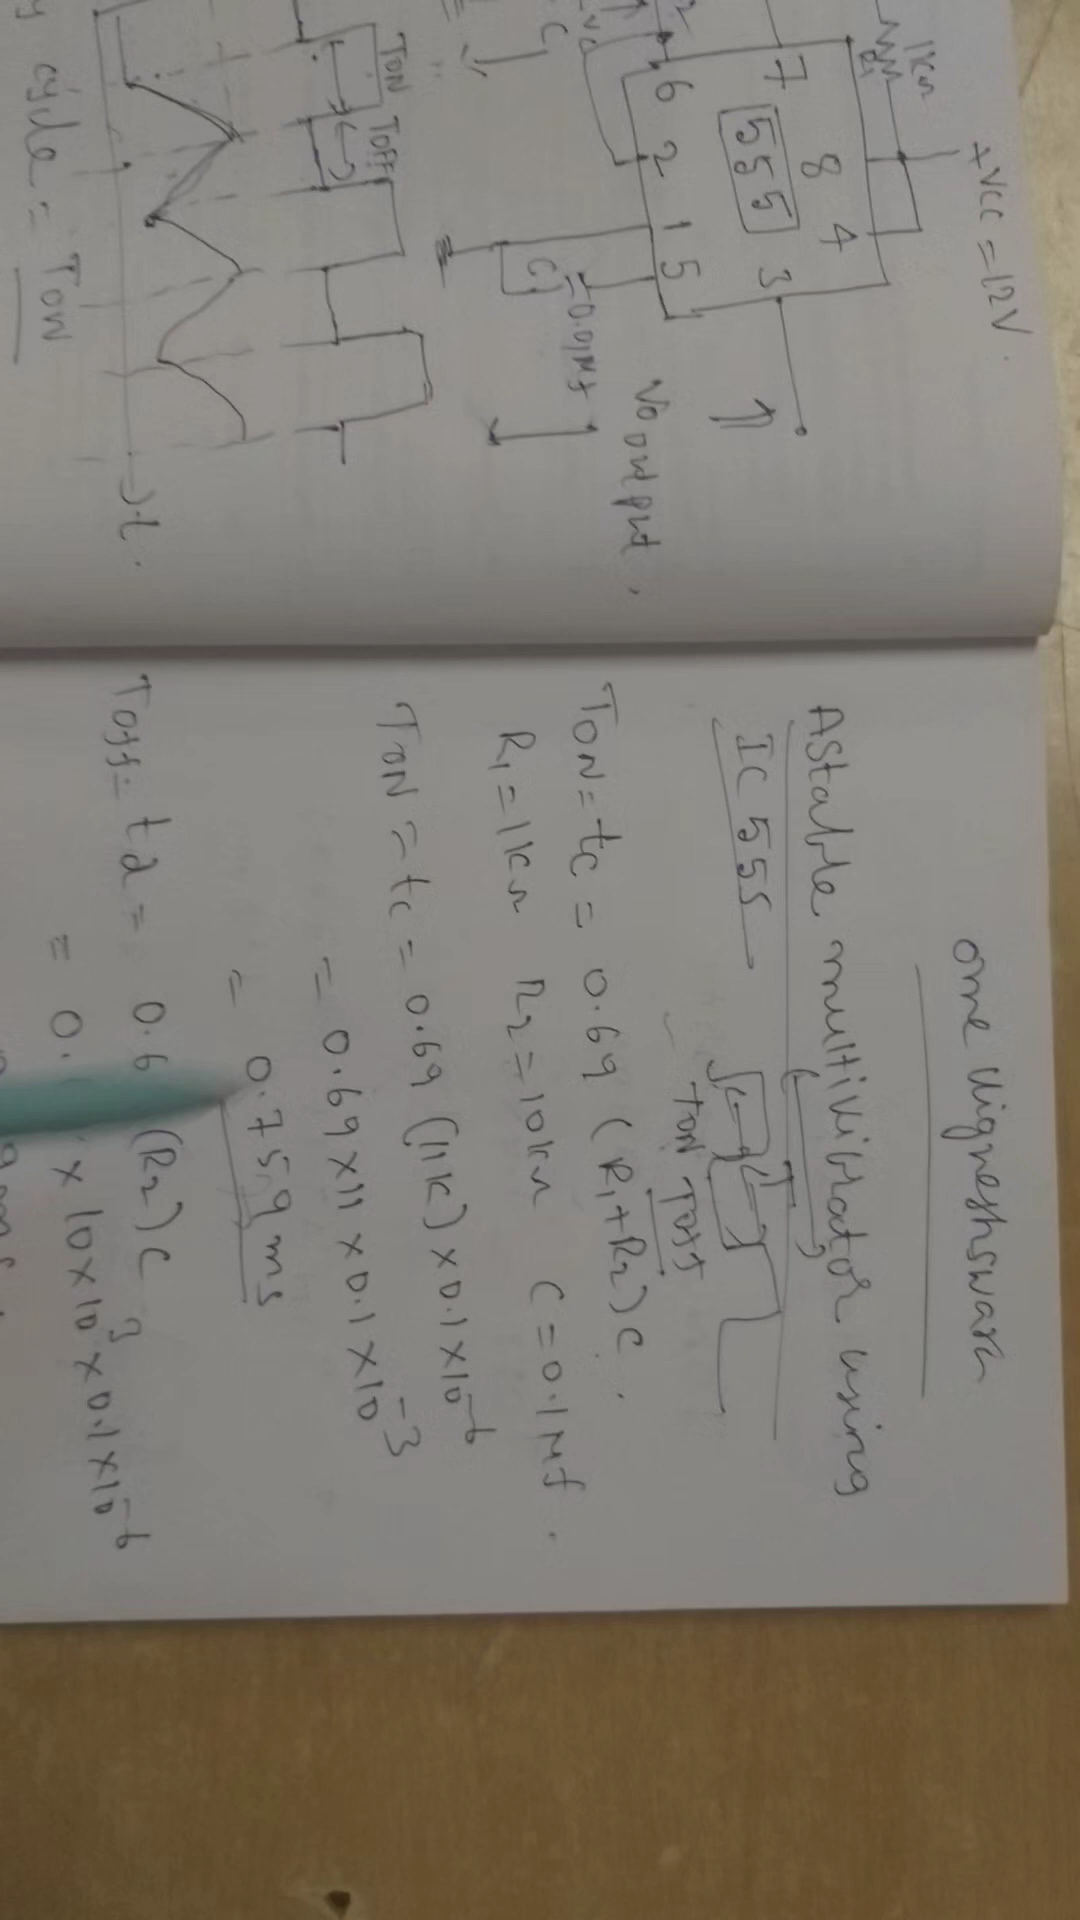 +VCC = 12V.
1KΩ
7 8 4
555
3
6 2 1 5
C1
0.01μf
Vo output,
C
TON TOFF
→ t.
cycle = TON
ome vigneshwara
Astable multivibrator using
IC 555
TON TOFF
T
TON = tc = 0.69 (R1+R2)C.
R1 = 1KΩ R2 = 10KΩ C = 0.1μf.
TON = tc = 0.69 (11K) x 0.1 x 10^-6
= 0.69 x 11 x 0.1 x 10^-3
= 0.759 ms
Toff = td = 0.6 (R2)C
= 0. x 10 x 10^3 x 0.1 x 10^-6